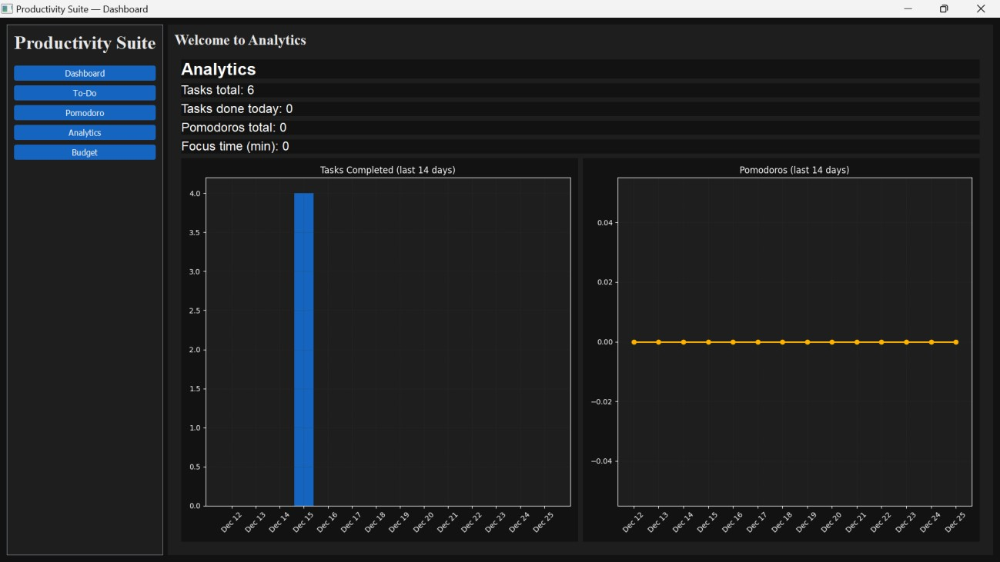 Productivity Suite — Dashboard
Productivity Suite
Dashboard
To-Do
Pomodoro
Analytics
Budget
Welcome to Analytics
Analytics
Tasks total: 6
Tasks done today: 0
Pomodoros total: 0
Focus time (min): 0
Tasks Completed (last 14 days)
4.0
3.5
3.0
2.5
2.0
1.5
1.0
0.5
0.0
Dec 12
Dec 13
Dec 14
Dec 15
Dec 16
Dec 17
Dec 18
Dec 19
Dec 20
Dec 21
Dec 22
Dec 23
Dec 24
Dec 25
Pomodoros (last 14 days)
0.04
0.02
0.00
−0.02
−0.04
Dec 12
Dec 13
Dec 14
Dec 15
Dec 16
Dec 17
Dec 18
Dec 19
Dec 20
Dec 21
Dec 22
Dec 23
Dec 24
Dec 25